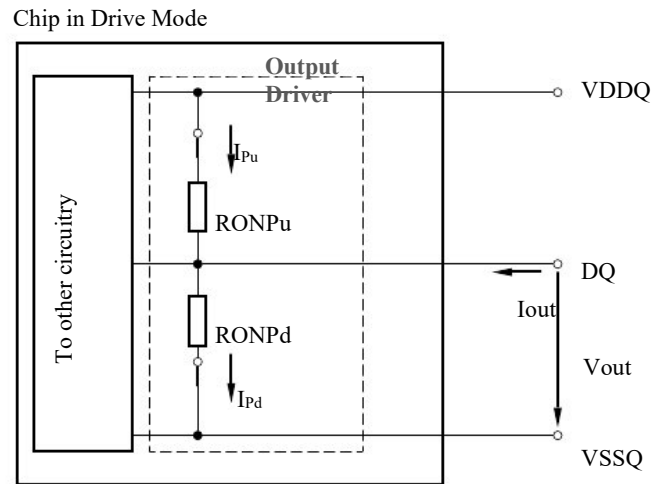 Chip in Drive Mode
Output
Driver
VDDQ
IPu
RONPu
To other circuitry
DQ
Iout
RONPd
Vout
IPd
VSSQ